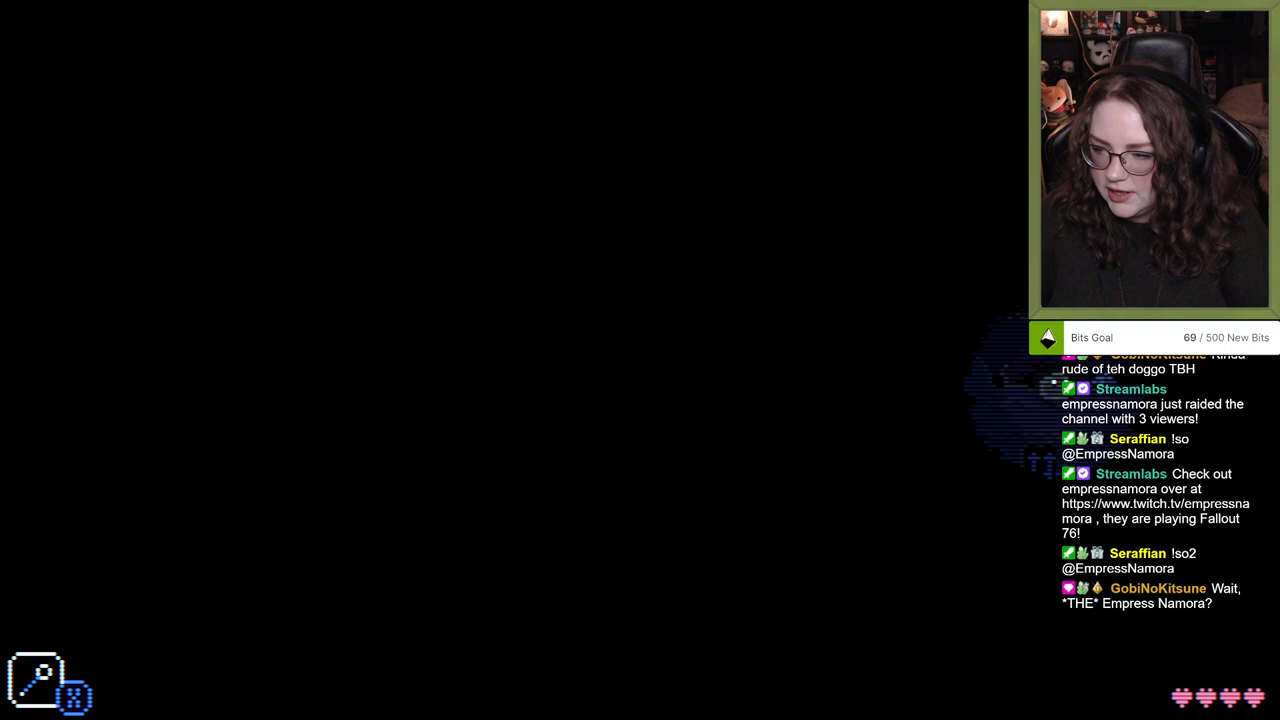 Bits Goal 69 / 500 New Bits
GobiNoKitsune Kinda
rude of teh doggo TBH
Streamlabs
empressnamora just raided the
channel with 3 viewers!
Seraffian !so
@EmpressNamora
Streamlabs Check out
empressnamora over at
https://www.twitch.tv/empressna
mora , they are playing Fallout
76!
Seraffian !so2
@EmpressNamora
GobiNoKitsune Wait,
*THE* Empress Namora?
X